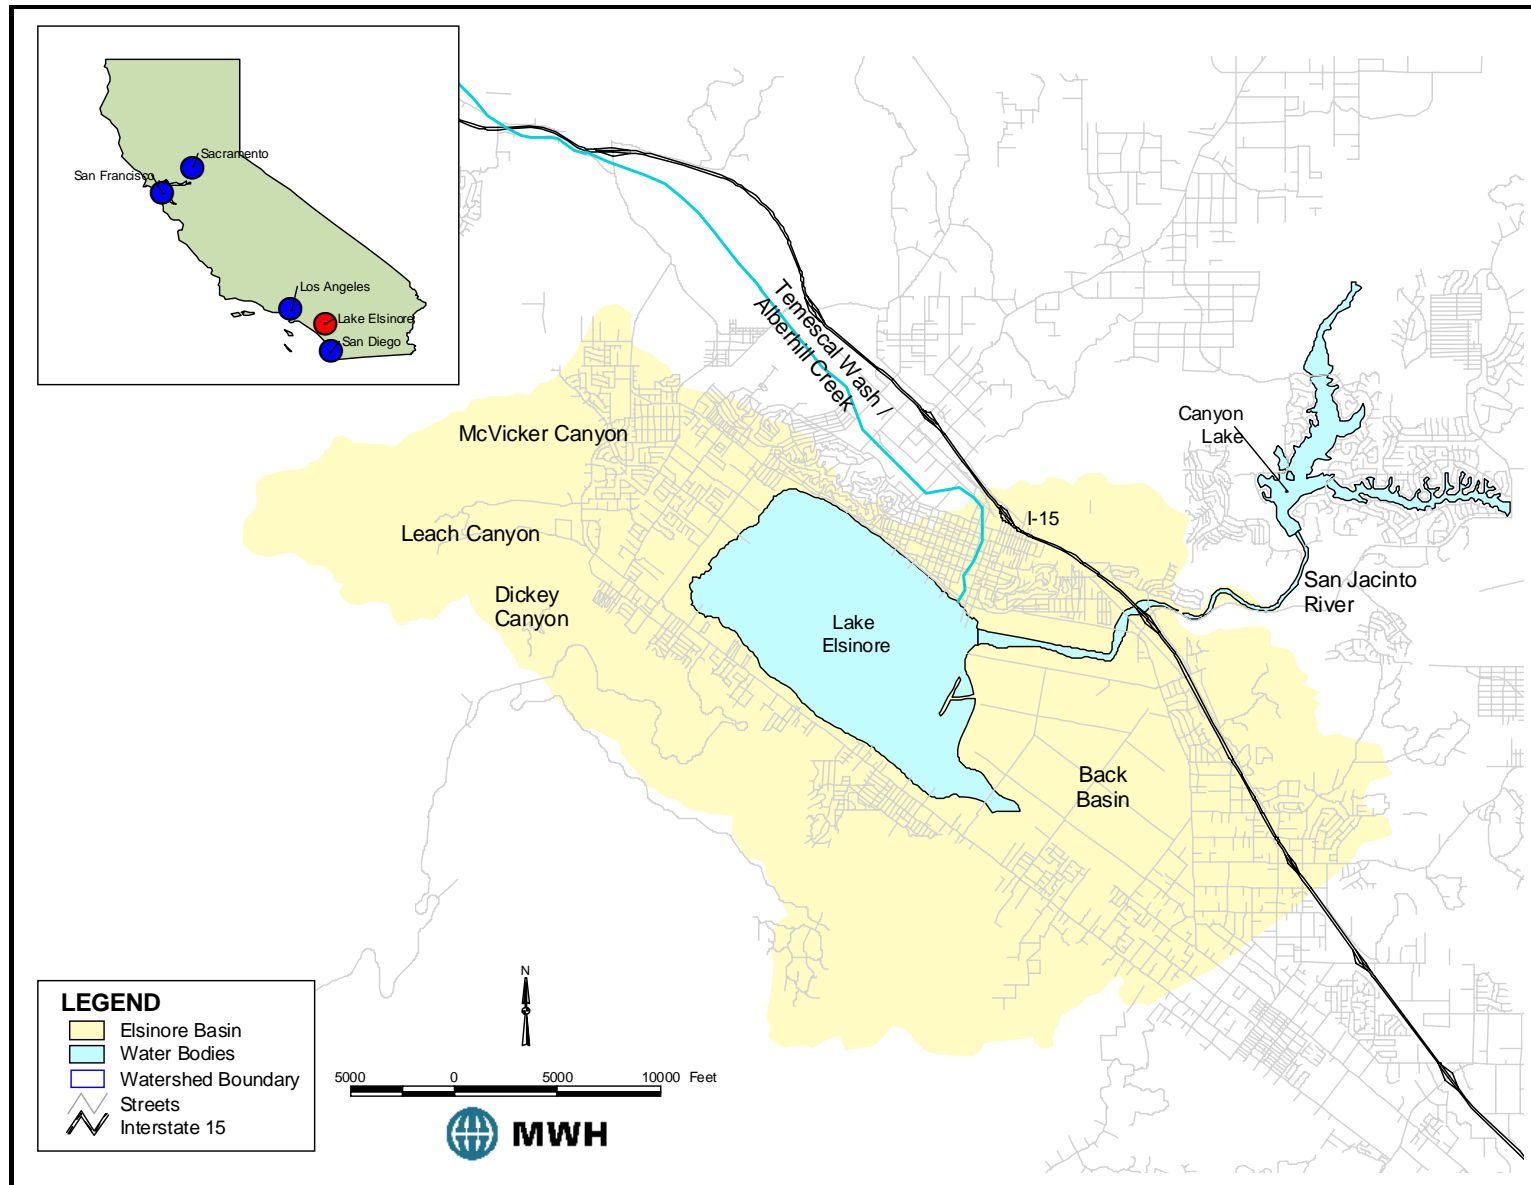 Sacramento
San Francisco
Los Angeles
Lake Elsinore
San Diego
Temescal Wash /
Alberhill Creek
Canyon
Lake
McVicker Canyon
I-15
Leach Canyon
San Jacinto
River
Dickey
Canyon
Lake
Elsinore
Back
Basin
LEGEND
Elsinore Basin
Water Bodies
Watershed Boundary
Streets
Interstate 15
N
5000 0 5000 10000 Feet
MWH